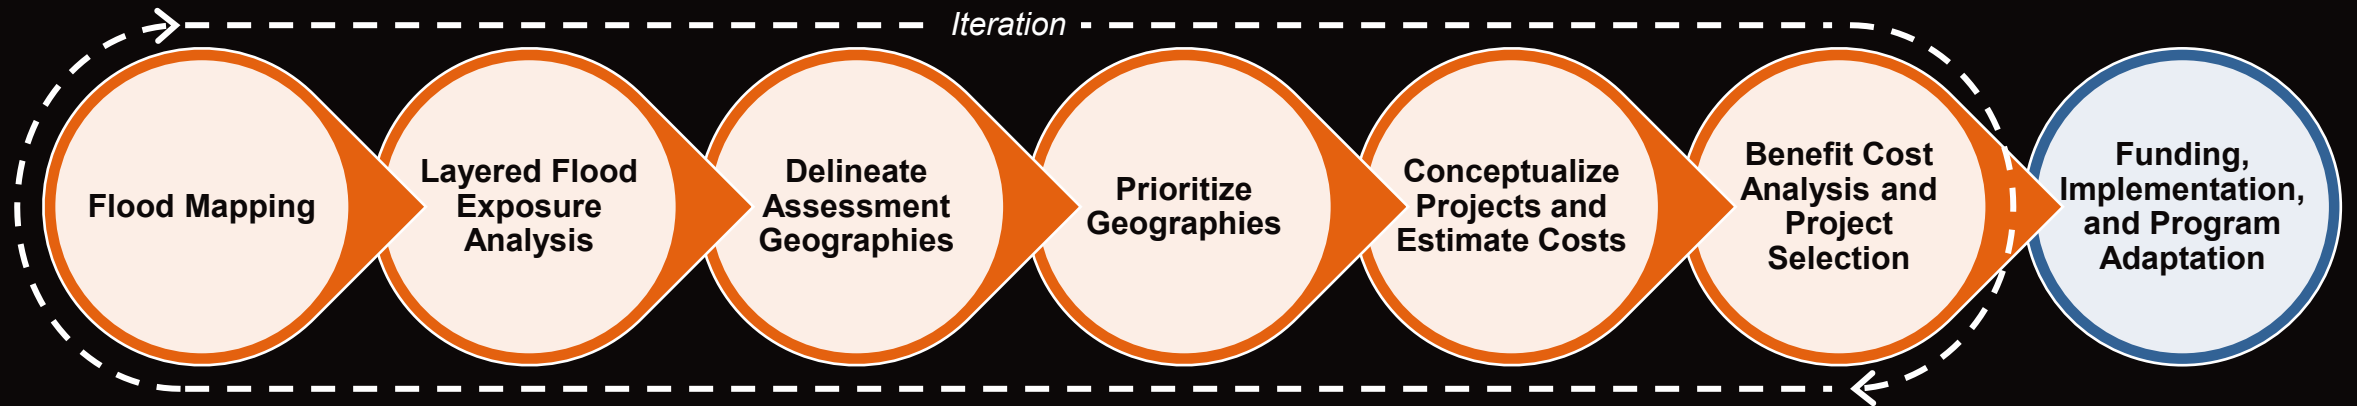 Iteration
Flood Mapping
Layered Flood
Exposure
Analysis
Delineate
Assessment
Geographies
Prioritize
Geographies
Conceptualize
Projects and
Estimate Costs
Benefit Cost
Analysis and
Project
Selection
Funding,
Implementation,
and Program
Adaptation